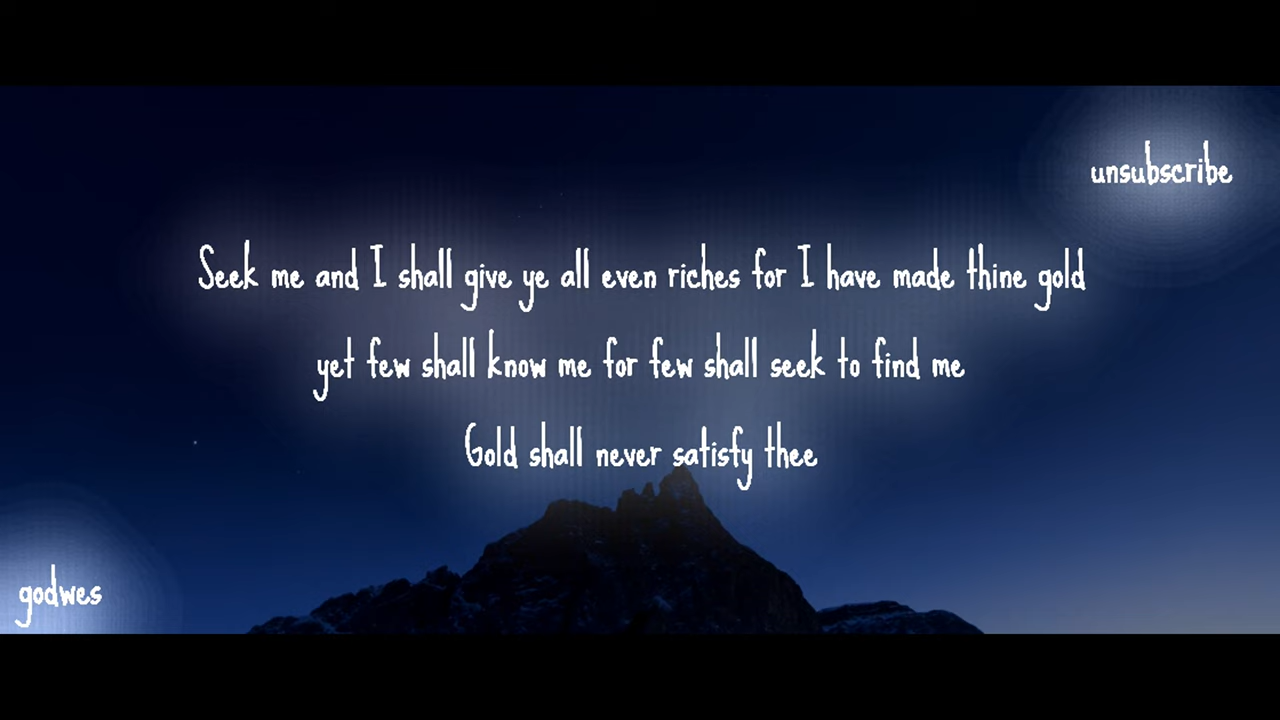 unsubscribe
Seek me and I shall give ye all even riches for I have made thine gold
yet few shall know me for few shall seek to find me
Gold shall never satisfy thee
godwes